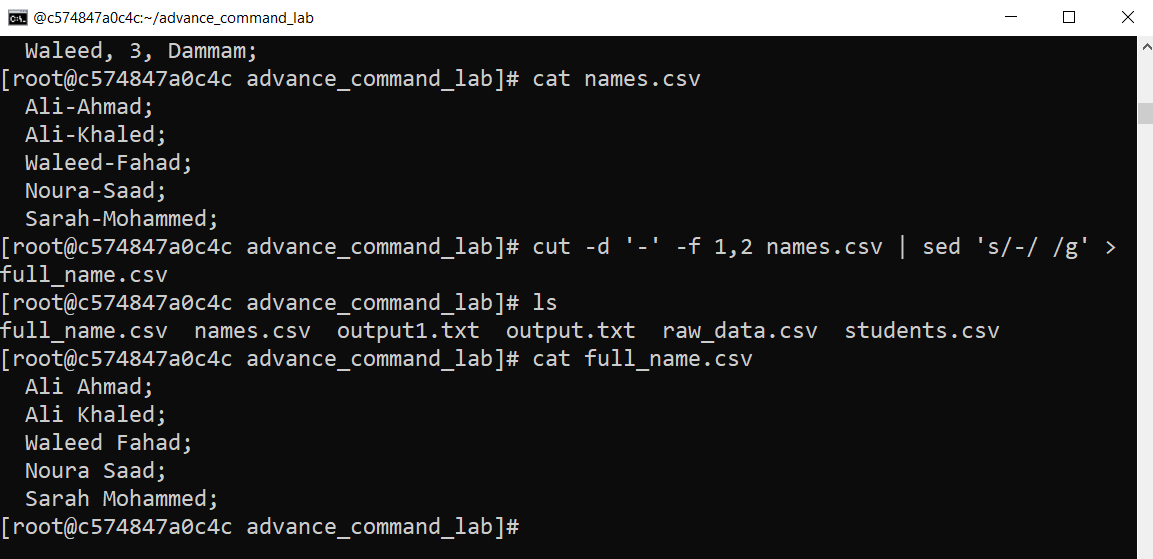 @c574847a0c4c:~/advance_command_lab
  Waleed, 3, Dammam;
[root@c574847a0c4c advance_command_lab]# cat names.csv
  Ali-Ahmad;
  Ali-Khaled;
  Waleed-Fahad;
  Noura-Saad;
  Sarah-Mohammed;
[root@c574847a0c4c advance_command_lab]# cut -d '-' -f 1,2 names.csv | sed 's/-/ /g' >
full_name.csv
[root@c574847a0c4c advance_command_lab]# ls
full_name.csv  names.csv  output1.txt  output.txt  raw_data.csv  students.csv
[root@c574847a0c4c advance_command_lab]# cat full_name.csv
  Ali Ahmad;
  Ali Khaled;
  Waleed Fahad;
  Noura Saad;
  Sarah Mohammed;
[root@c574847a0c4c advance_command_lab]#